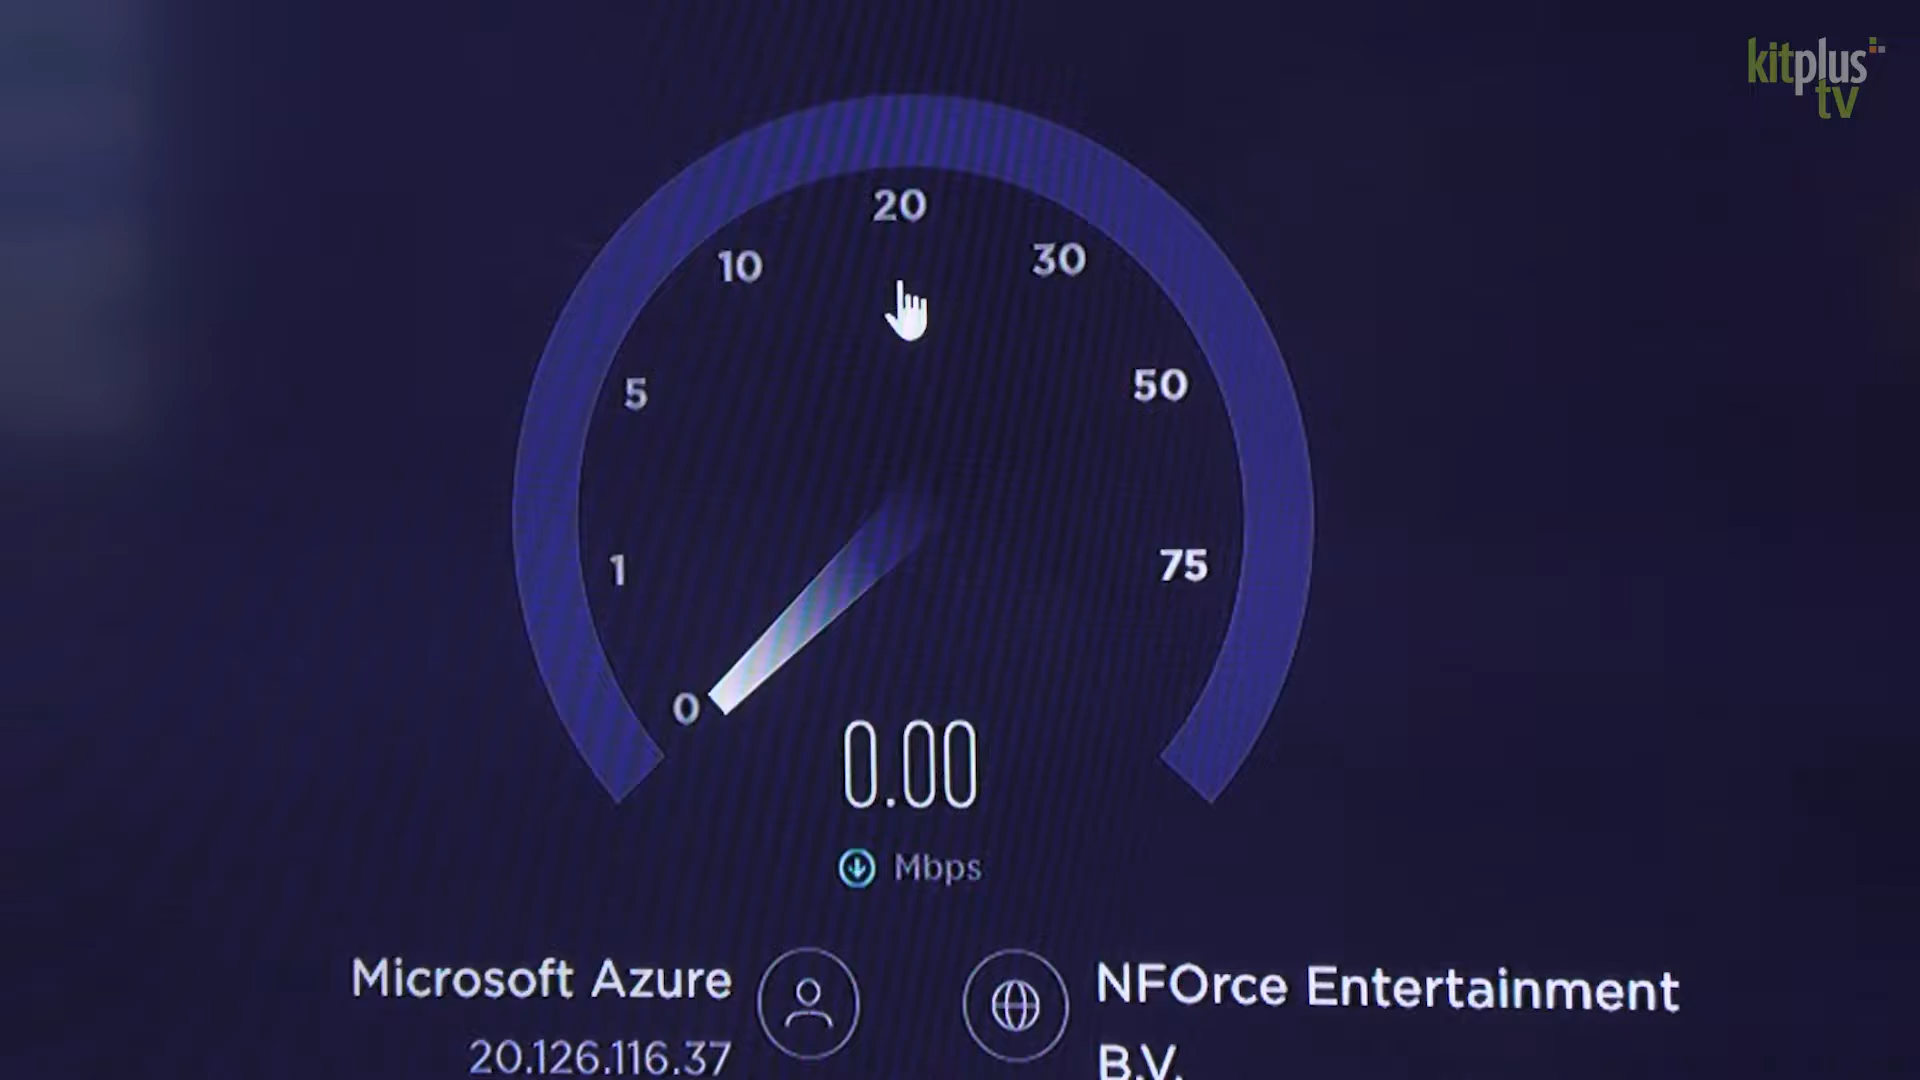 kitplus
tv
20
10
30
5
50
1
75
0
0.00
Mbps
Microsoft Azure
NFOrce Entertainment
20.126.116.37
B.V.